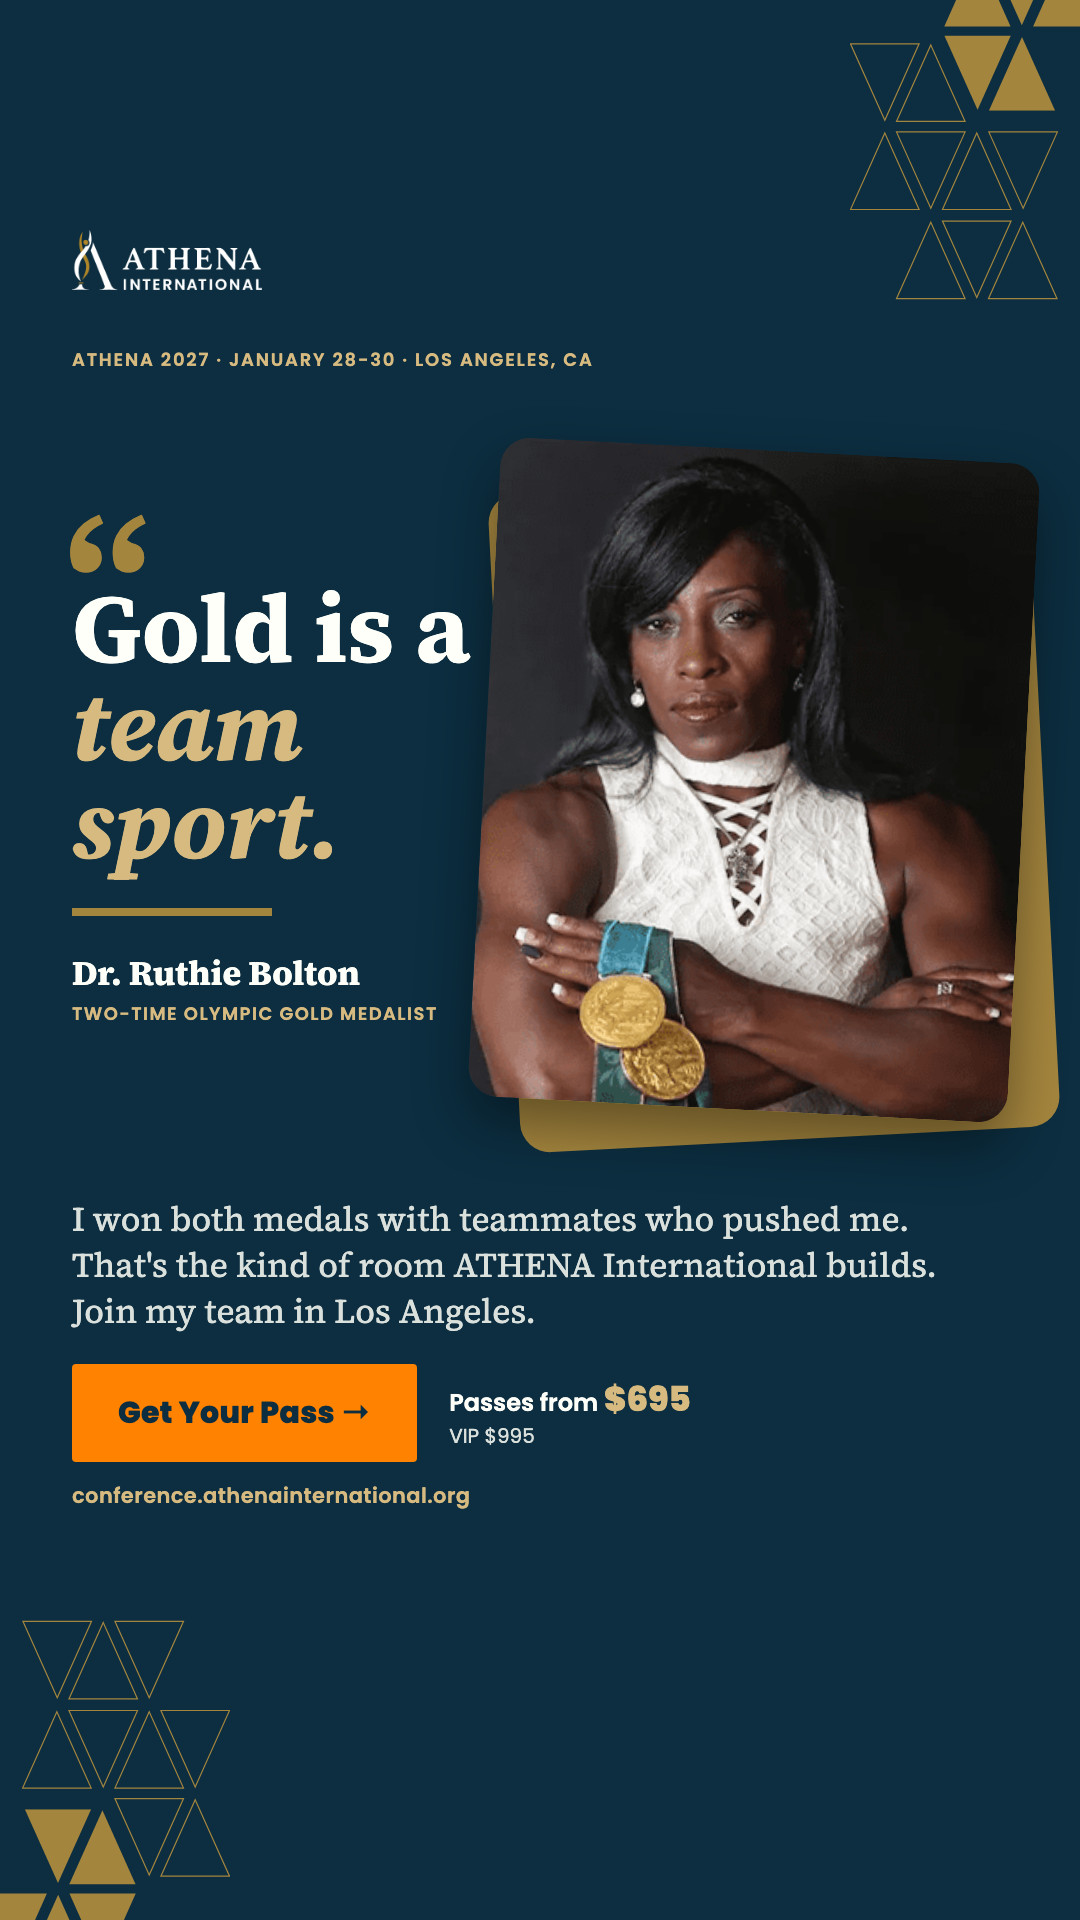 ATHENA
INTERNATIONAL
ATHENA 2027 · JANUARY 28-30 · LOS ANGELES, CA
“
Gold is a
team
sport.
Dr. Ruthie Bolton
TWO-TIME OLYMPIC GOLD MEDALIST
I won both medals with teammates who pushed me.
That's the kind of room ATHENA International builds.
Join my team in Los Angeles.
Get Your Pass →
Passes from $695
VIP $995
conference.athenainternational.org